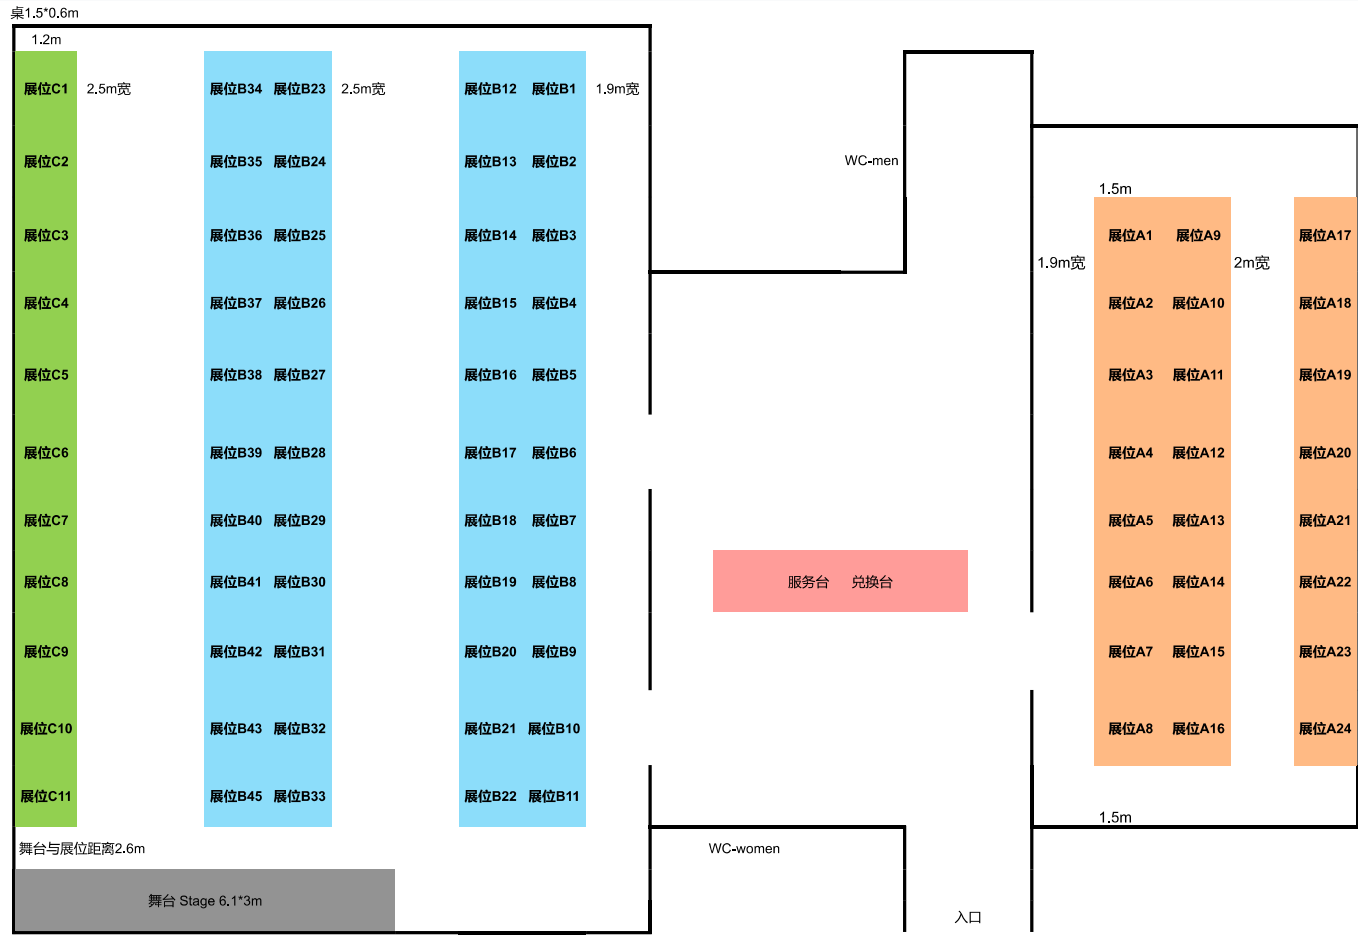 桌1.5*0.6m
1.2m
展位C1 2.5m宽 展位B34 展位B23 2.5m宽 展位B12 展位B1 1.9m宽
展位C2 展位B35 展位B24 展位B13 展位B2 WC-men
1.5m
展位C3 展位B36 展位B25 展位B14 展位B3 展位A1 展位A9 展位A17
1.9m宽 2m宽
展位C4 展位B37 展位B26 展位B15 展位B4 展位A2 展位A10 展位A18
展位C5 展位B38 展位B27 展位B16 展位B5 展位A3 展位A11 展位A19
展位C6 展位B39 展位B28 展位B17 展位B6 展位A4 展位A12 展位A20
展位C7 展位B40 展位B29 展位B18 展位B7 展位A5 展位A13 展位A21
展位C8 展位B41 展位B30 展位B19 展位B8 服务台 兑换台 展位A6 展位A14 展位A22
展位C9 展位B42 展位B31 展位B20 展位B9 展位A7 展位A15 展位A23
展位C10 展位B43 展位B32 展位B21 展位B10 展位A8 展位A16 展位A24
展位C11 展位B45 展位B33 展位B22 展位B11
1.5m
舞台与展位距离2.6m WC-women
舞台 Stage 6.1*3m
入口